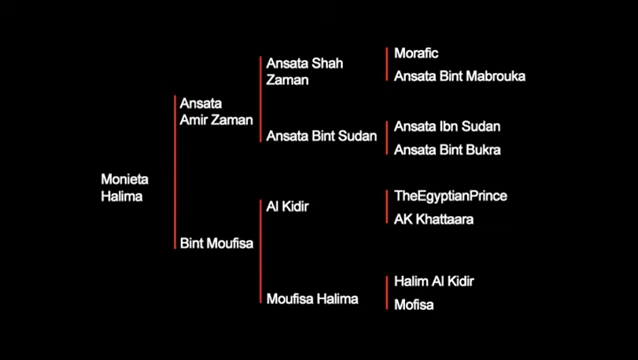 Morafic
Ansata Shah
Zaman
Ansata Bint Mabrouka
Ansata
Amir Zaman
Ansata Ibn Sudan
Ansata Bint Sudan
Ansata Bint Bukra
Monieta
Halima
TheEgyptianPrince
Al Kidir
AK Khattaara
Bint Moufisa
Halim Al Kidir
Moufisa Halima
Mofisa